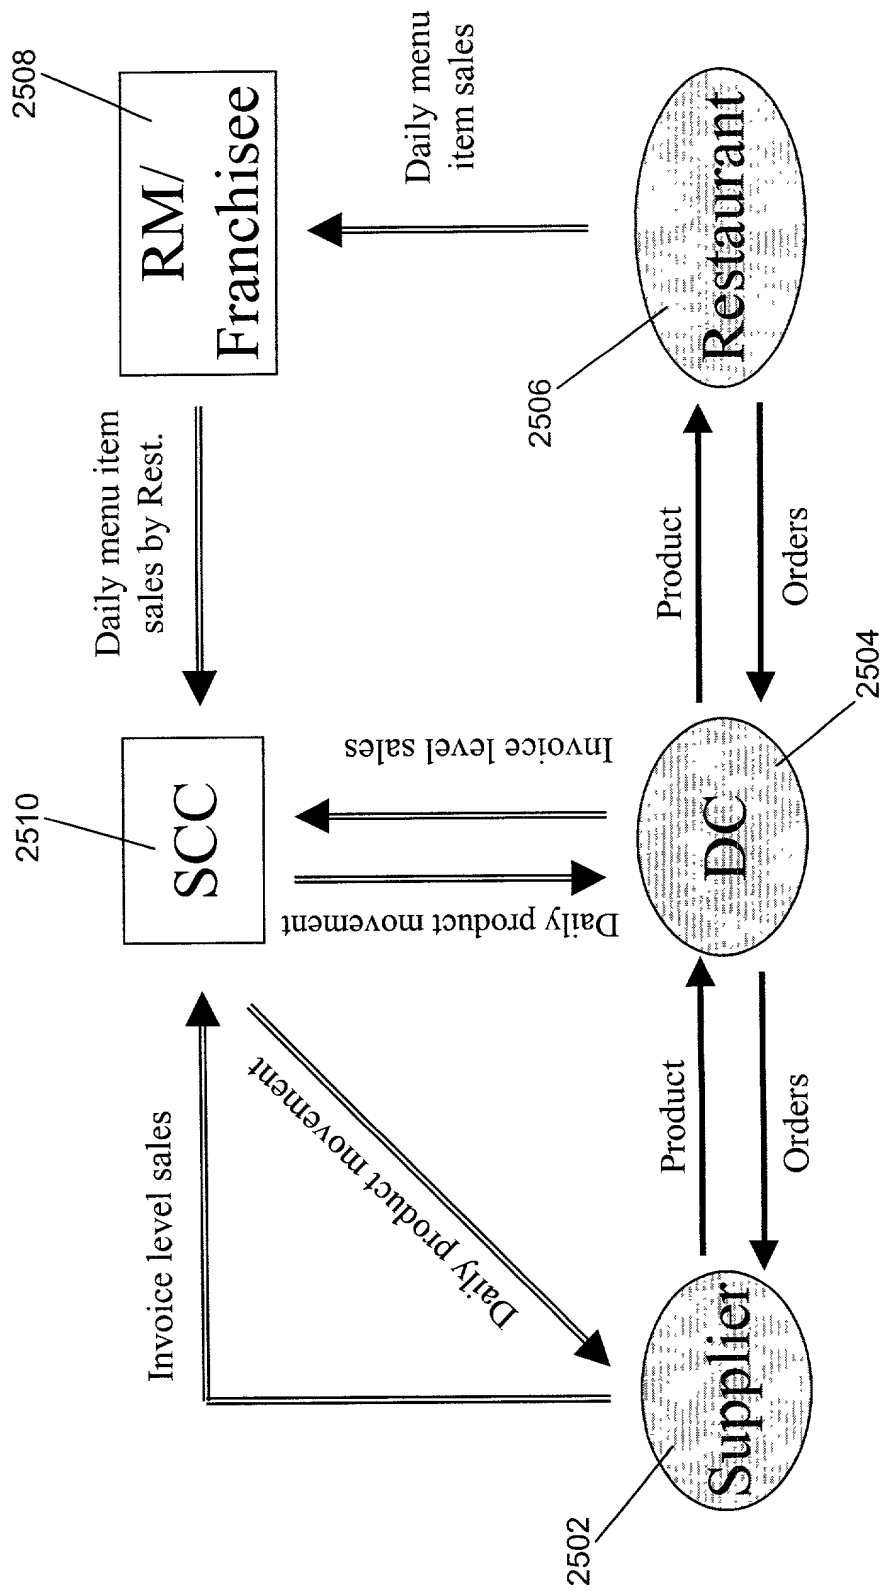 2510
2508
SCC
RM/
Franchisee
Daily menu item
sales by Rest.
Invoice level sales
Daily product movement
Daily product movement
Invoice level sales
Daily menu
item sales
2502
2506
Supplier
Product
Orders
DC
2504
Product
Orders
Restaurant